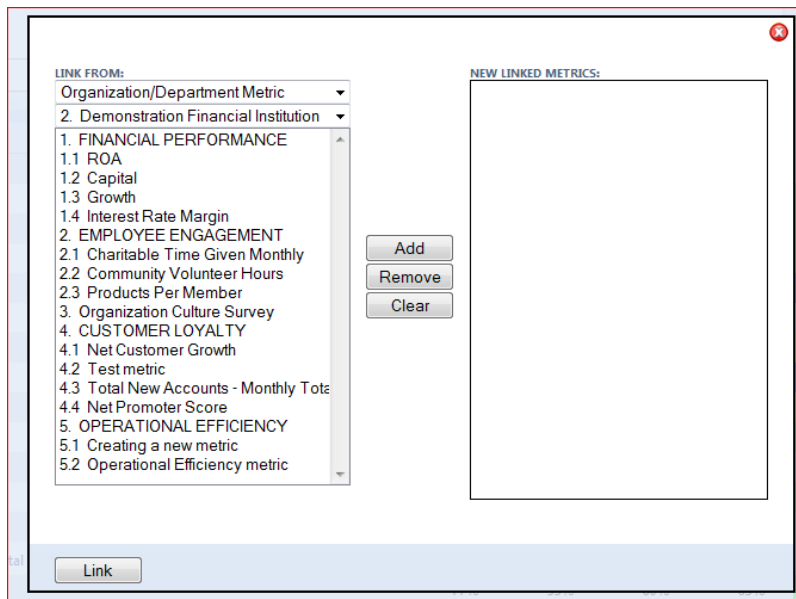 LINK FROM:
Organization/Department Metric
2. Demonstration Financial Institution
1. FINANCIAL PERFORMANCE
1.1 ROA
1.2 Capital
1.3 Growth
1.4 Interest Rate Margin
2. EMPLOYEE ENGAGEMENT
2.1 Charitable Time Given Monthly
2.2 Community Volunteer Hours
2.3 Products Per Member
3. Organization Culture Survey
4. CUSTOMER LOYALTY
4.1 Net Customer Growth
4.2 Test metric
4.3 Total New Accounts - Monthly Tota
4.4 Net Promoter Score
5. OPERATIONAL EFFICIENCY
5.1 Creating a new metric
5.2 Operational Efficiency metric
Add
Remove
Clear
NEW LINKED METRICS:
tal
Link